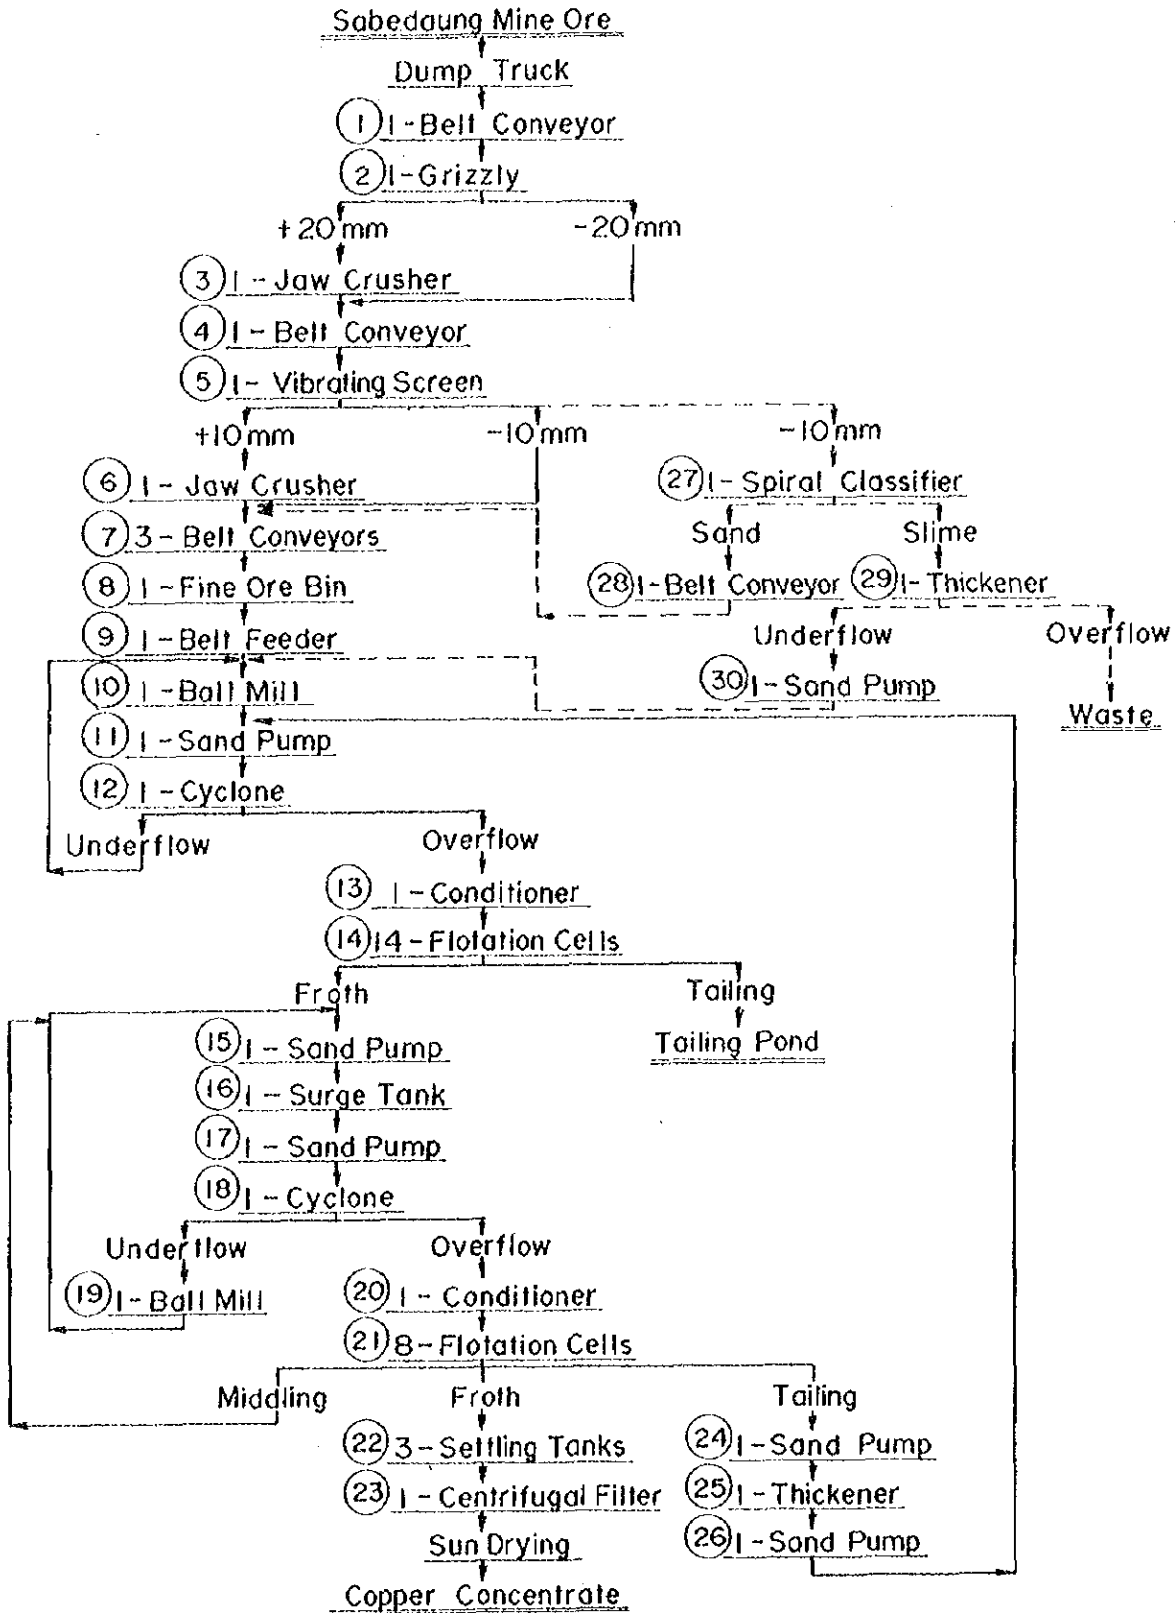 Sabedaung Mine Ore
Dump Truck
1 1-Belt Conveyor
2 1-Grizzly
+20mm -20mm
3 1-Jaw Crusher
4 1-Belt Conveyor
5 1-Vibrating Screen
+10mm -10mm -10mm
6 1-Jaw Crusher 27 1-Spiral Classifier
7 3-Belt Conveyors Sand Slime
8 1-Fine Ore Bin 28 1-Belt Conveyor 29 1-Thickener
9 1-Belt Feeder Underflow Overflow
10 1-Ball Mill 30 1-Sand Pump
Waste
11 1-Sand Pump
12 1-Cyclone
Underflow Overflow
13 1-Conditioner
14 14-Flotation Cells
Froth Tailing
15 1-Sand Pump Tailing Pond
16 1-Surge Tank
17 1-Sand Pump
18 1-Cyclone
Underflow Overflow
19 1-Ball Mill 20 1-Conditioner
21 8-Flotation Cells
Middling Froth Tailing
22 3-Settling Tanks 24 1-Sand Pump
23 1-Centrifugal Filter 25 1-Thickener
Sun Drying 26 1-Sand Pump
Copper Concentrate